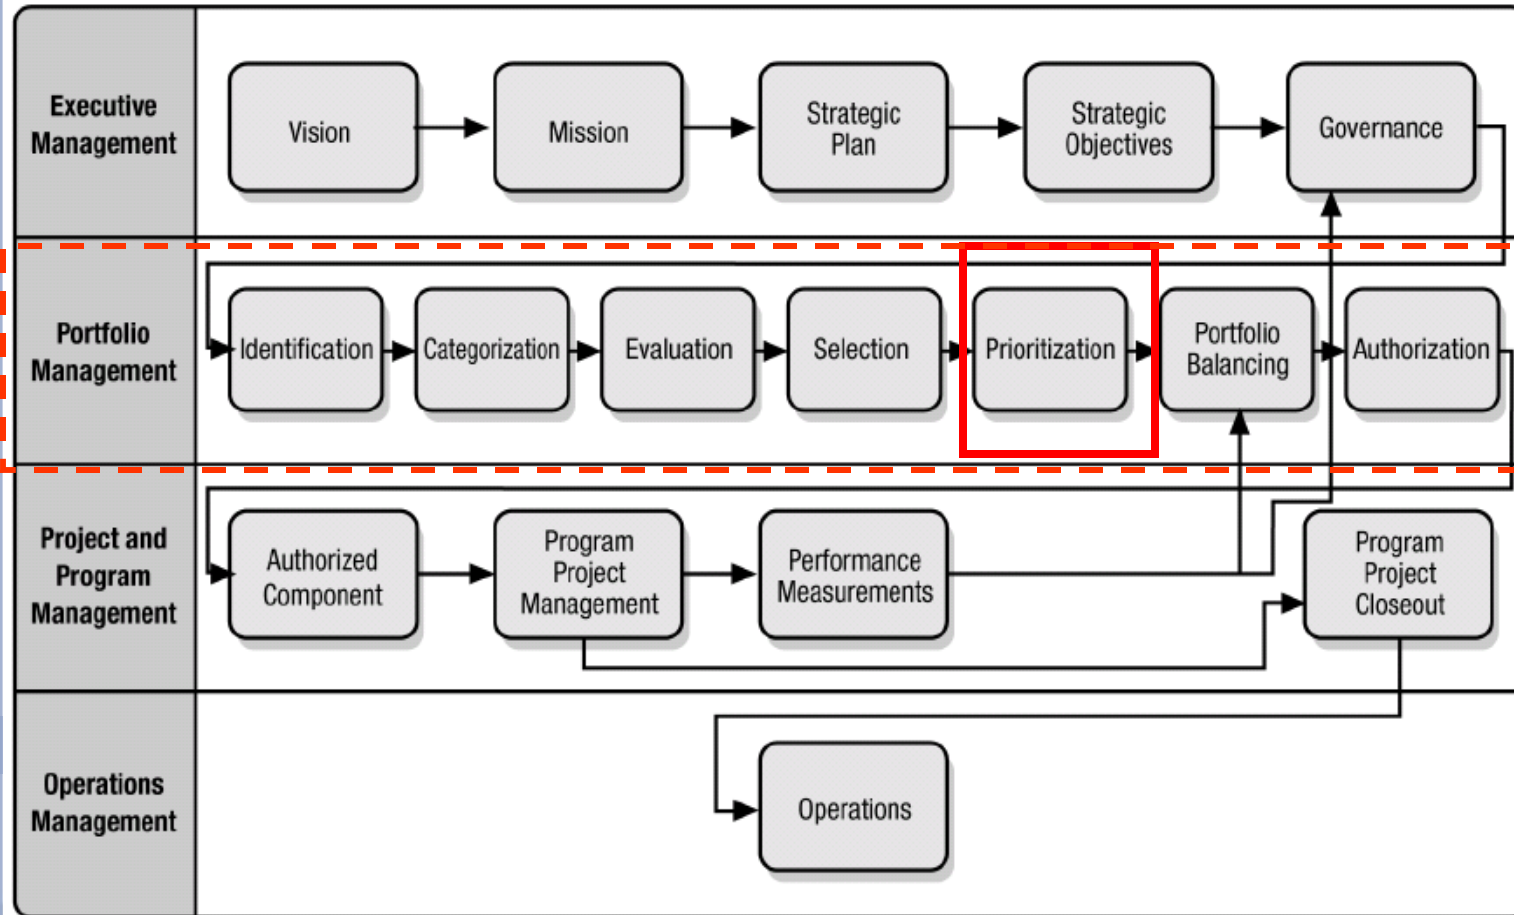 Executive
Management
Vision
Mission
Strategic
Plan
Strategic
Objectives
Governance
Portfolio
Management
Identification
Categorization
Evaluation
Selection
Prioritization
Portfolio
Balancing
Authorization
Project and
Program
Management
Authorized
Component
Program
Project
Management
Performance
Measurements
Program
Project
Closeout
Operations
Management
Operations